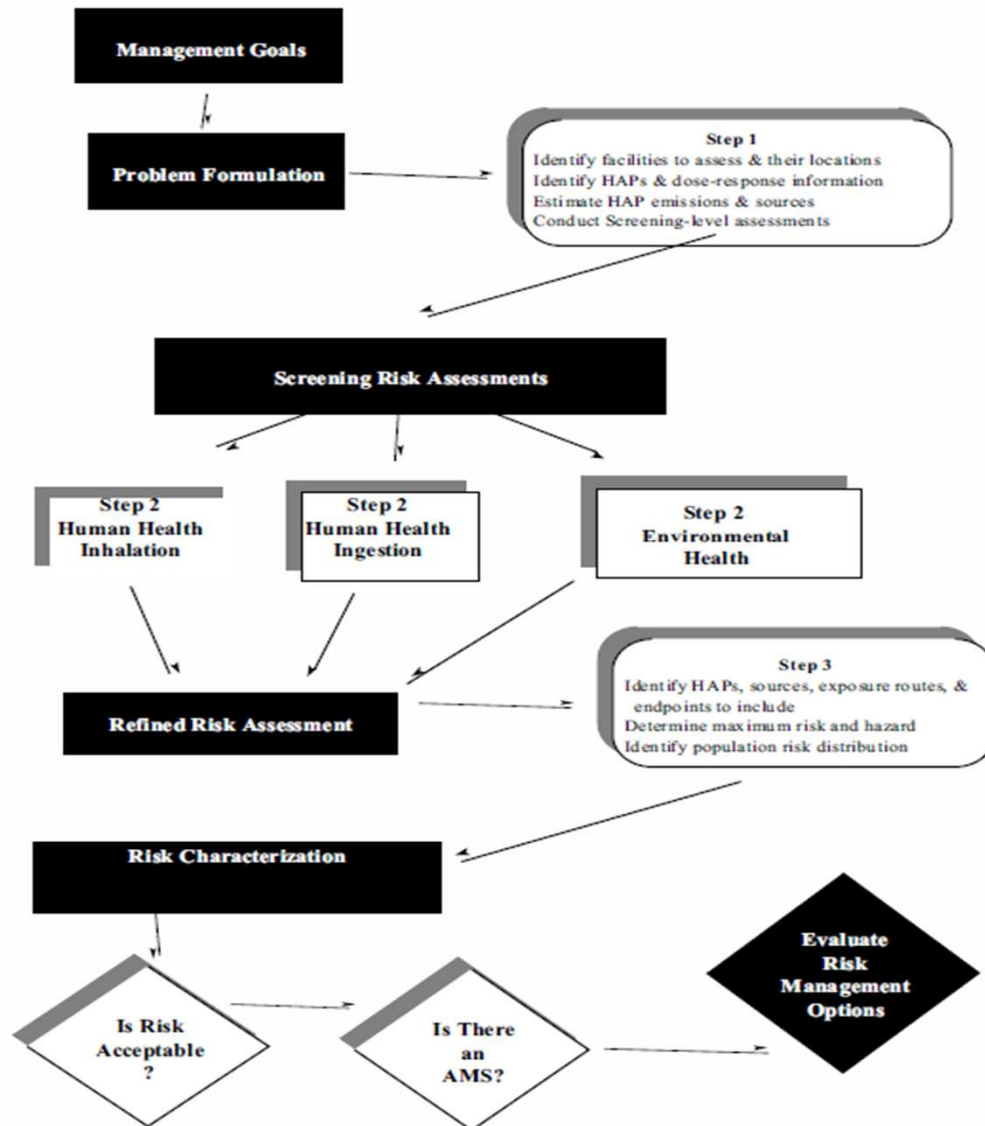 Management Goals
Problem Formulation
Step 1
Identify facilities to assess & their locations
Identify HAPs & dose-response information
Estimate HAP emissions & sources
Conduct Screening-level assessments
Screening Risk Assessments
Step 2
Human Health
Inhalation
Step 2
Human Health
Ingestion
Step 2
Environmental
Health
Step 3
Identify HAPs, sources, exposure routes, &
endpoints to include
Determine maximum risk and hazard
Identify population risk distribution
Refined Risk Assessment
Risk Characterization
Is Risk
Acceptable
?
Is There
an
AMS?
Evaluate
Risk
Management
Options